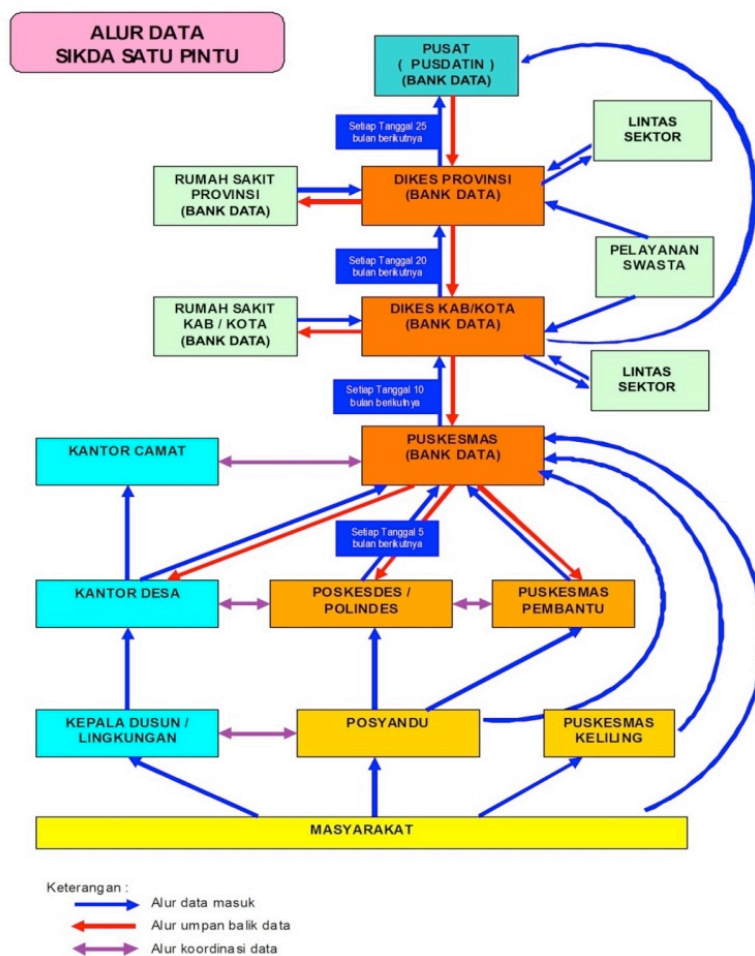 ALUR DATA
SIKDA SATU PINTU
PUSAT
( PUSDATIN )
(BANK DATA)
Setiap Tanggal 25
bulan berikutnya
LINTAS
SEKTOR
RUMAH SAKIT
PROVINSI
(BANK DATA)
DIKES PROVINSI
(BANK DATA)
Setiap Tanggal 20
bulan berikutnya
PELAYANAN
SWASTA
RUMAH SAKIT
KAB / KOTA
(BANK DATA)
DIKES KAB/KOTA
(BANK DATA)
LINTAS
SEKTOR
Setiap Tanggal 10
bulan berikutnya
KANTOR CAMAT
PUSKESMAS
(BANK DATA)
Setiap Tanggal 5
bulan berikutnya
KANTOR DESA
POSKESDES /
POLINDES
PUSKESMAS
PEMBANTU
KEPALA DUSUN /
LINGKUNGAN
POSYANDU
PUSKESMAS
KELILING
MASYARAKAT
Keterangan :
Alur data masuk
Alur umpan balik data
Alur koordinasi data